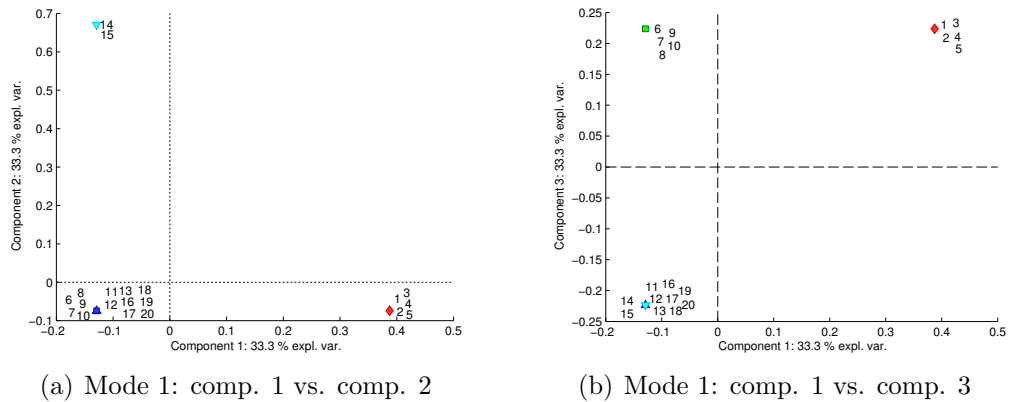 0.7
0.6
0.5
0.4
0.3
0.2
0.1
0
−0.1
Component 2: 33.3 % expl. var.
14
15
6 8 11 13 18
9 12 16 19
7 10 17 20
1 3
4
2 5
−0.2 −0.1 0 0.1 0.2 0.3 0.4 0.5
Component 1: 33.3 % expl. var.
(a) Mode 1: comp. 1 vs. comp. 2
0.25
0.2
0.15
0.1
0.05
0
−0.05
−0.1
−0.15
−0.2
−0.25
Component 3: 33.3 % expl. var.
6 9
7 10
8
1 3
2 4
5
11 16 19
14 12 17 20
15 13 18
−0.2 −0.1 0 0.1 0.2 0.3 0.4 0.5
Component 1: 33.3 % expl. var.
(b) Mode 1: comp. 1 vs. comp. 3